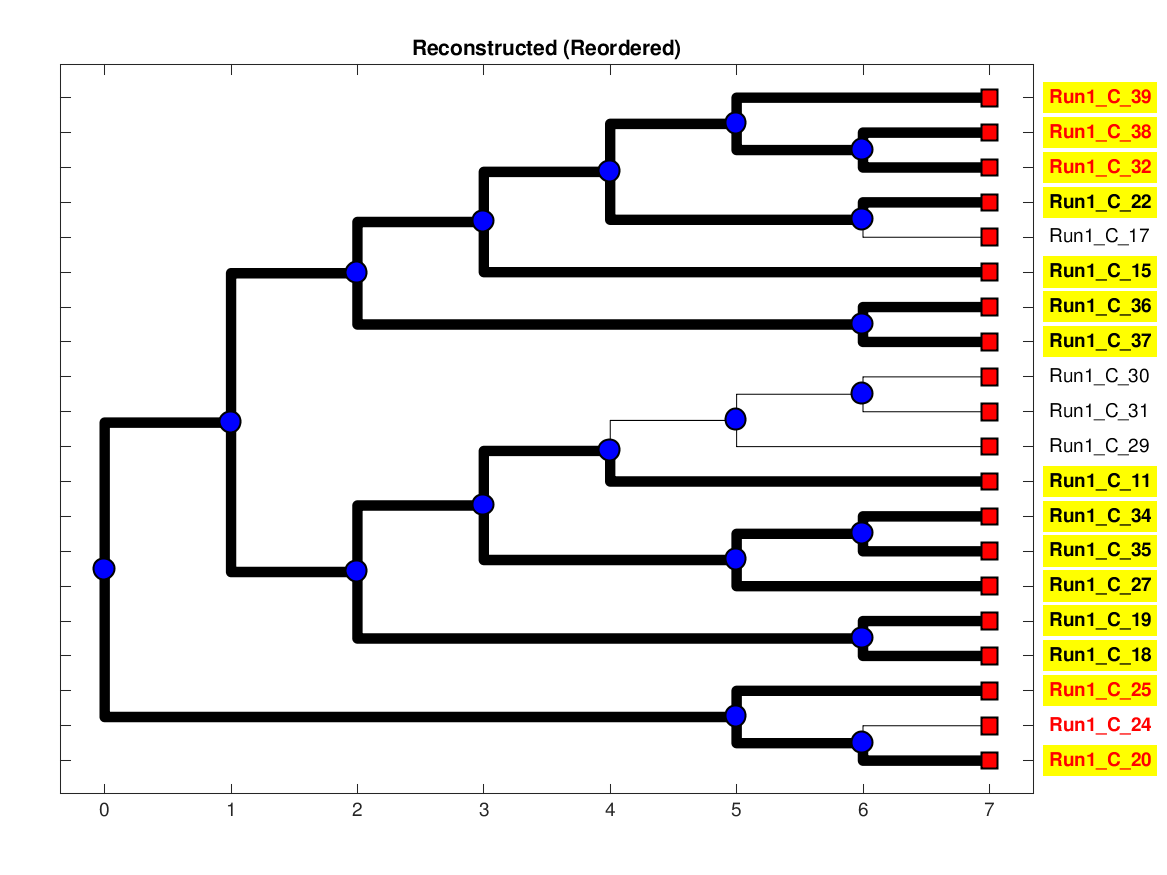 Reconstructed (Reordered)
Run1_C_39
Run1_C_38
Run1_C_32
Run1_C_22
Run1_C_17
Run1_C_15
Run1_C_36
Run1_C_37
Run1_C_30
Run1_C_31
Run1_C_29
Run1_C_11
Run1_C_34
Run1_C_35
Run1_C_27
Run1_C_19
Run1_C_18
Run1_C_25
Run1_C_24
Run1_C_20
0 1 2 3 4 5 6 7